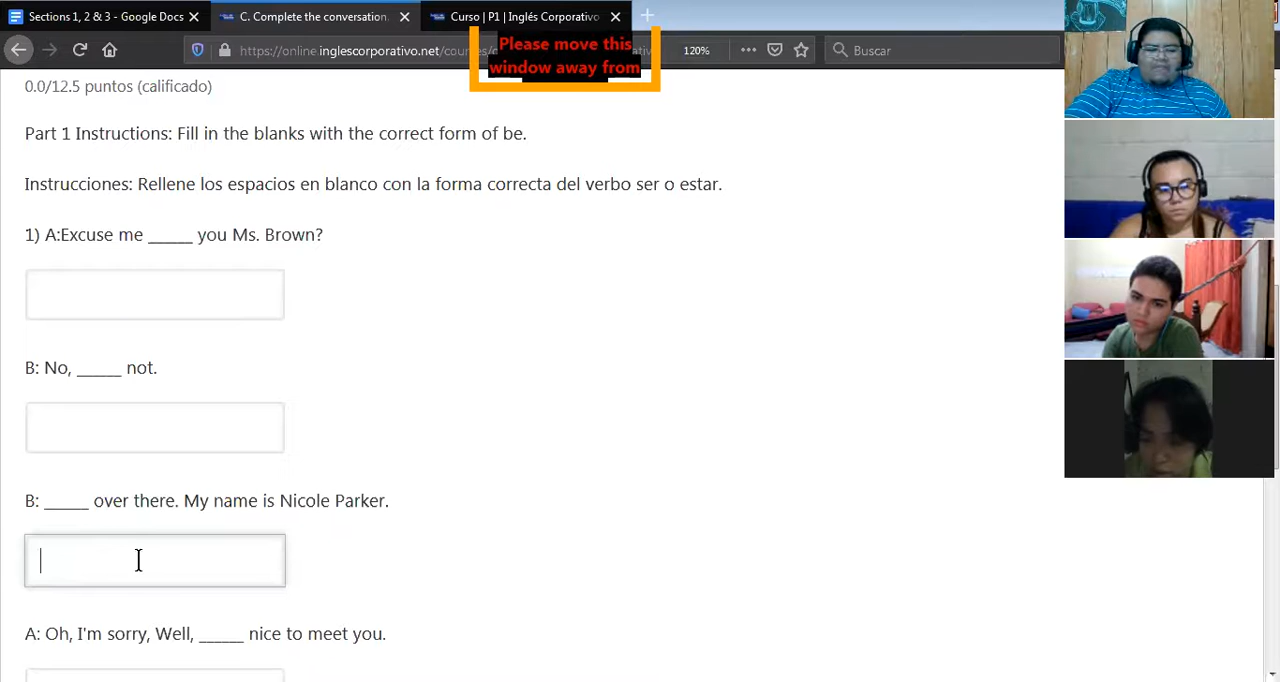 Sections 1, 2 & 3 - Google Docs
C. Complete the conversation.
Curso | P1 | Inglés Corporativo
https://online.inglescorporativo.net/cour
120%
Buscar
Please move this
window away from
0.0/12.5 puntos (calificado)
Part 1 Instructions: Fill in the blanks with the correct form of be.
Instrucciones: Rellene los espacios en blanco con la forma correcta del verbo ser o estar.
1) A:Excuse me _____ you Ms. Brown?
B: No, _____ not.
B: _____ over there. My name is Nicole Parker.
A: Oh, I'm sorry, Well, _____ nice to meet you.